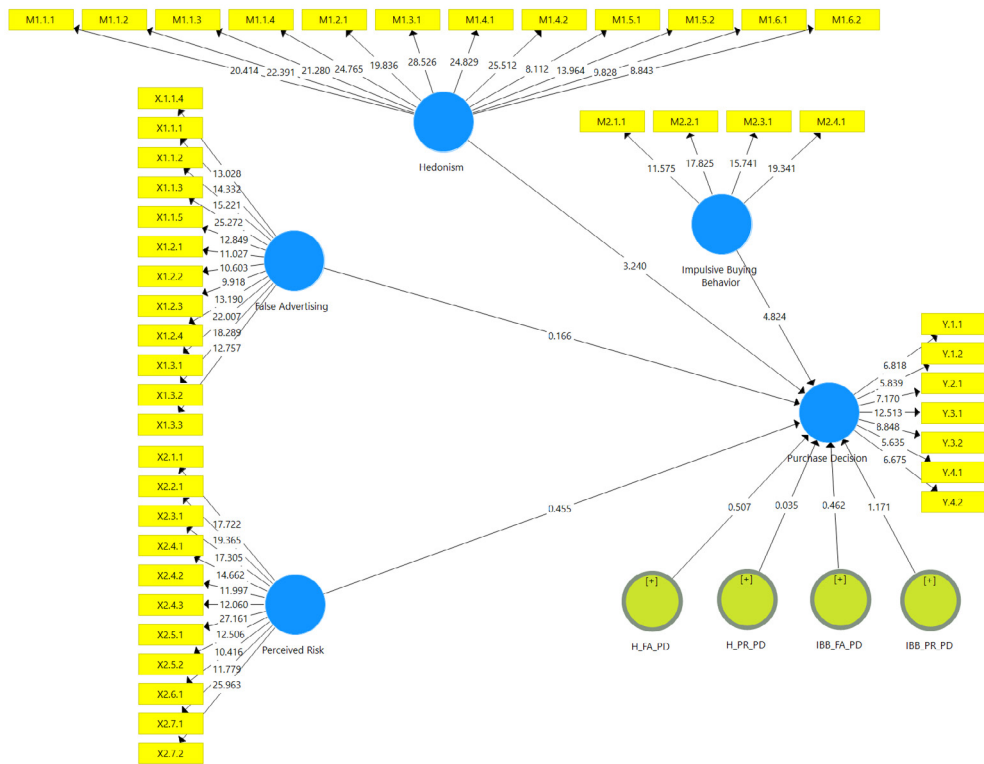 M1.1.1 M1.1.2 M1.1.3 M1.1.4 M1.2.1 M1.3.1 M1.4.1 M1.4.2 M1.5.1 M1.5.2 M1.6.1 M1.6.2
20.414 22.391 21.280 24.765 19.836 28.526 24.829 25.512 8.112 13.964 9.828 8.843
Hedonism
M2.1.1 M2.2.1 M2.3.1 M2.4.1
11.575 17.825 15.741 19.341
Impulsive Buying
Behavior
X.1.1.4
X1.1.1
X1.1.2
X1.1.3
X1.1.5
X1.2.1
X1.2.2
X1.2.3
X1.2.4
X1.3.1
X1.3.2
X1.3.3
13.028
14.332
15.221
25.272
12.849
11.027
10.603
9.918
13.190
22.007
18.289
12.757
False Advertising
3.240
4.824
0.166
0.455
X2.1.1
X2.2.1
X2.3.1
X2.4.1
X2.4.2
X2.4.3
X2.5.1
X2.5.2
X2.6.1
X2.7.1
X2.7.2
17.722
19.365
17.305
14.662
11.997
12.060
27.161
12.506
10.416
11.779
25.963
Perceived Risk
Y.1.1
Y.1.2
Y.2.1
Y.3.1
Y.3.2
Y.4.1
Y.4.2
6.818
5.839
7.170
12.513
8.848
5.635
6.675
Purchase Decision
0.507 0.035 0.462 1.171
[+] [+] [+] [+]
H_FA_PD H_PR_PD IBB_FA_PD IBB_PR_PD